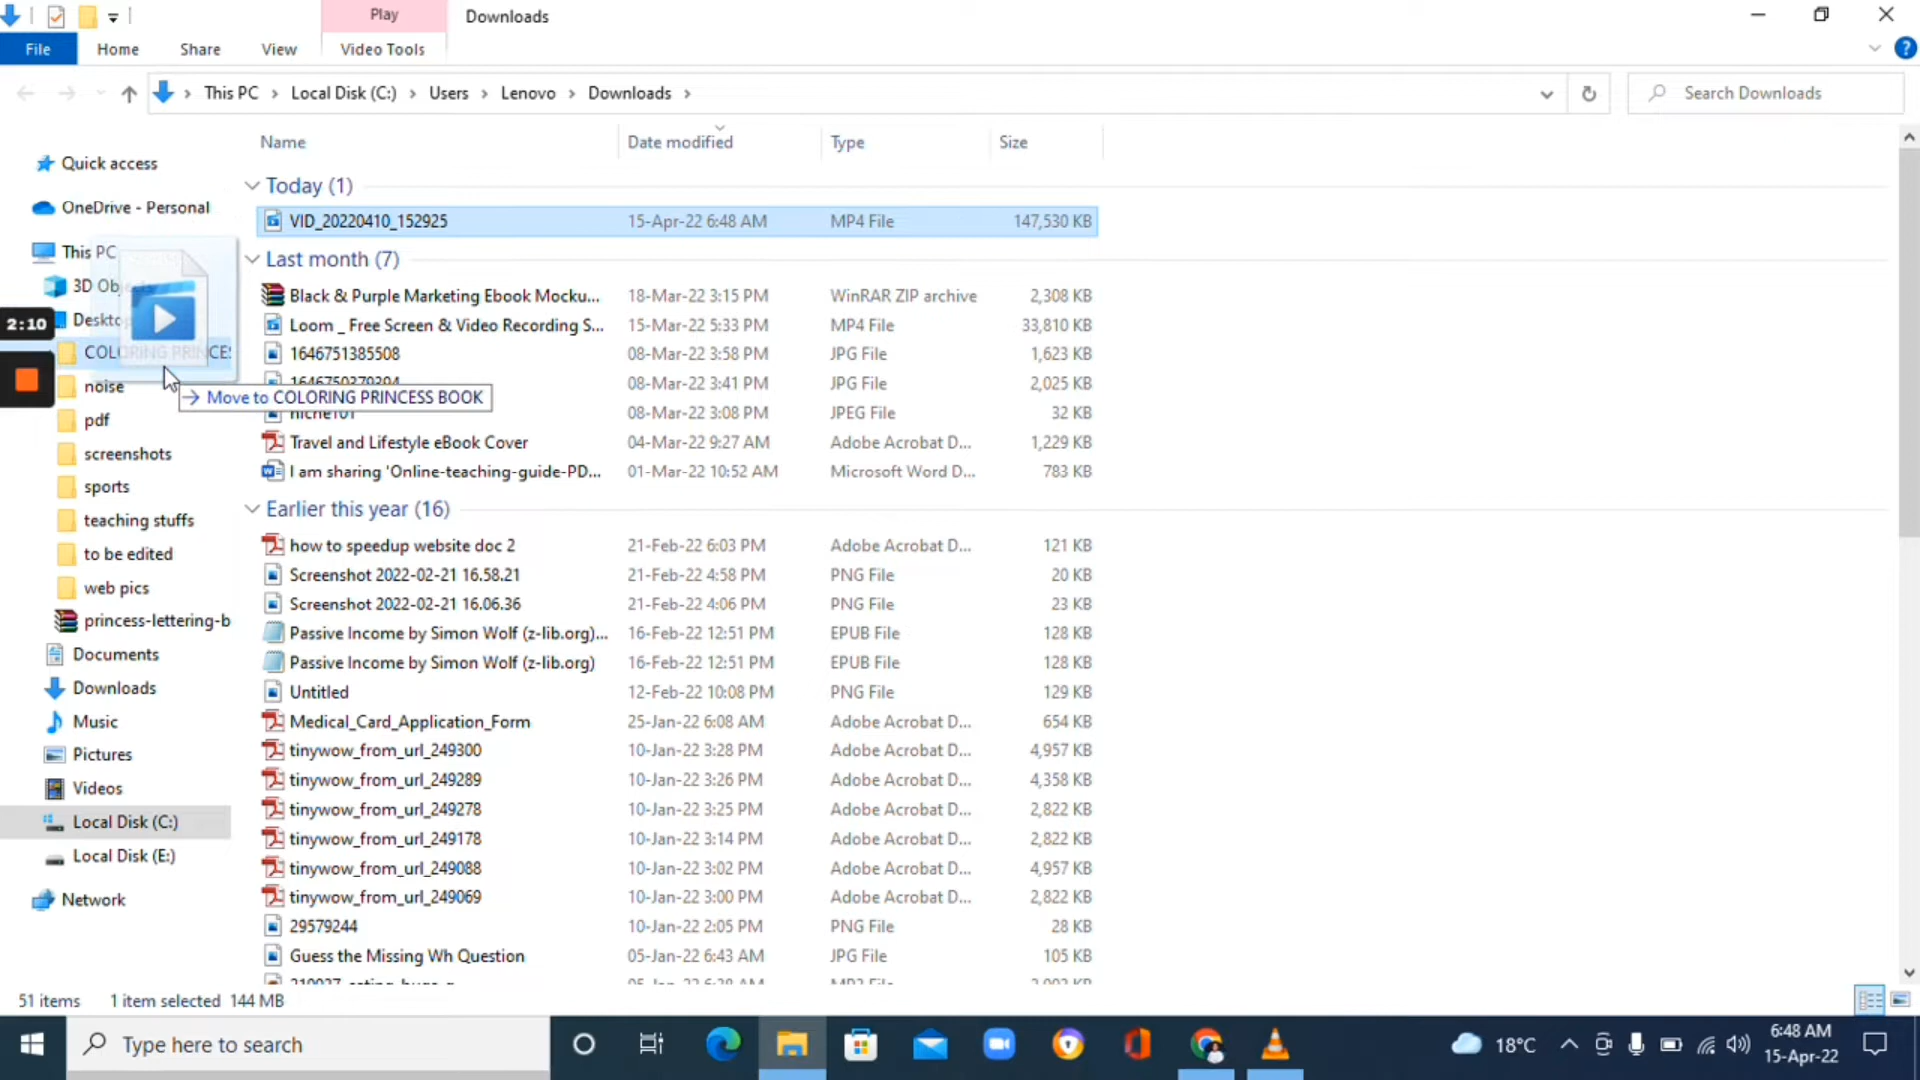 Play
Downloads
File
Home
Share
View
Video Tools
This PC
Local Disk (C:)
Users
Lenovo
Downloads
Search Downloads
Name
Date modified
Type
Size
Quick access
OneDrive - Personal
This PC
3D Obj
Deskto
COLORING PRINCES
noise
pdf
screenshots
sports
teaching stuffs
to be edited
web pics
princess-lettering-b
Documents
Downloads
Music
Pictures
Videos
Local Disk (C:)
Local Disk (E:)
Network
2:10
Move to COLORING PRINCESS BOOK
Today (1)
VID_20220410_152925 15-Apr-22 6:48 AM MP4 File 147,530 KB
Last month (7)
Black & Purple Marketing Ebook Mocku... 18-Mar-22 3:15 PM WinRAR ZIP archive 2,308 KB
Loom _ Free Screen & Video Recording S... 15-Mar-22 5:33 PM MP4 File 33,810 KB
1646751385508 08-Mar-22 3:58 PM JPG File 1,623 KB
1646750379394 08-Mar-22 3:41 PM JPG File 2,025 KB
niche101 08-Mar-22 3:08 PM JPEG File 32 KB
Travel and Lifestyle eBook Cover 04-Mar-22 9:27 AM Adobe Acrobat D... 1,229 KB
I am sharing 'Online-teaching-guide-PD... 01-Mar-22 10:52 AM Microsoft Word D... 783 KB
Earlier this year (16)
how to speedup website doc 2 21-Feb-22 6:03 PM Adobe Acrobat D... 121 KB
Screenshot 2022-02-21 16.58.21 21-Feb-22 4:58 PM PNG File 20 KB
Screenshot 2022-02-21 16.06.36 21-Feb-22 4:06 PM PNG File 23 KB
Passive Income by Simon Wolf (z-lib.org)... 16-Feb-22 12:51 PM EPUB File 128 KB
Passive Income by Simon Wolf (z-lib.org) 16-Feb-22 12:51 PM EPUB File 128 KB
Untitled 12-Feb-22 10:08 PM PNG File 129 KB
Medical_Card_Application_Form 25-Jan-22 6:08 AM Adobe Acrobat D... 654 KB
tinywow_from_url_249300 10-Jan-22 3:28 PM Adobe Acrobat D... 4,957 KB
tinywow_from_url_249289 10-Jan-22 3:26 PM Adobe Acrobat D... 4,358 KB
tinywow_from_url_249278 10-Jan-22 3:25 PM Adobe Acrobat D... 2,822 KB
tinywow_from_url_249178 10-Jan-22 3:14 PM Adobe Acrobat D... 2,822 KB
tinywow_from_url_249088 10-Jan-22 3:02 PM Adobe Acrobat D... 4,957 KB
tinywow_from_url_249069 10-Jan-22 3:00 PM Adobe Acrobat D... 2,822 KB
29579244 10-Jan-22 2:05 PM PNG File 28 KB
Guess the Missing Wh Question 05-Jan-22 6:43 AM JPG File 105 KB
51 items 1 item selected 144 MB
Type here to search
18°C
6:48 AM
15-Apr-22